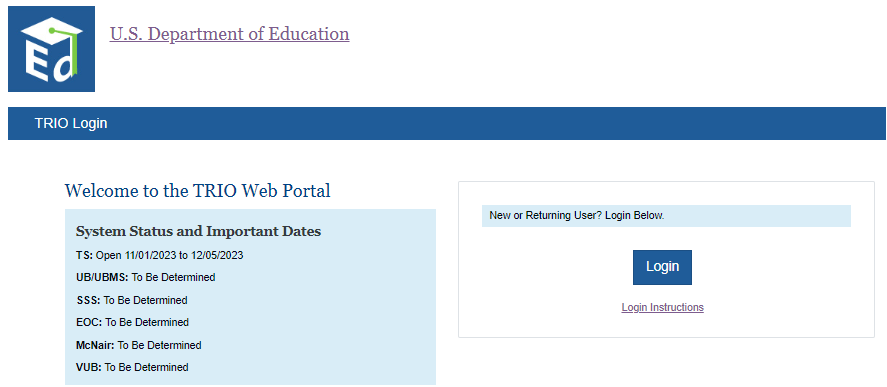 Ed
U.S. Department of Education
TRIO Login
Welcome to the TRIO Web Portal
System Status and Important Dates
TS: Open 11/01/2023 to 12/05/2023
UB/UBMS: To Be Determined
SSS: To Be Determined
EOC: To Be Determined
McNair: To Be Determined
VUB: To Be Determined
New or Returning User? Login Below.
Login
Login Instructions